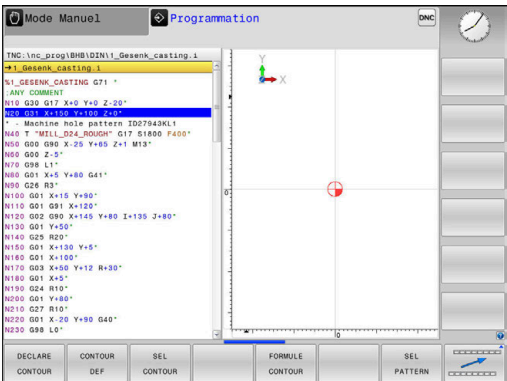 Mode Manuel
Programmation
DNC
TNC:\nc_prog\BHB\DIN\1_Gesenk_casting.i
→1_Gesenk_casting.i
%1_GESENK_CASTING G71 *
;ANY COMMENT
N10 G30 G17 X+0 Y+0 Z-20*
N20 G31 X+150 Y+100 Z+0*
* - Machine hole pattern ID27943KL1
N40 T "MILL_D24_ROUGH" G17 S1800 F400*
N50 G00 G90 X-25 Y+65 Z+1 M13*
N60 G00 Z-5*
N70 G98 L1*
N80 G01 X+5 Y+80 G41*
N90 G26 R3*
N100 G01 X+15 Y+90*
N110 G01 G91 X+120*
N120 G02 G90 X+145 Y+80 I+135 J+80*
N130 G01 Y+50*
N140 G25 R20*
N150 G01 X+130 Y+5*
N160 G01 X+100*
N170 G03 X+50 Y+12 R+30*
N180 G01 X+5*
N190 G24 R10*
N200 G01 Y+80*
N210 G27 R10*
N220 G01 X-20 Y+90 G40*
N230 G98 L0*
Y
X
0
0
DECLARE CONTOUR
CONTOUR DEF
SEL CONTOUR
FORMULE CONTOUR
SEL PATTERN